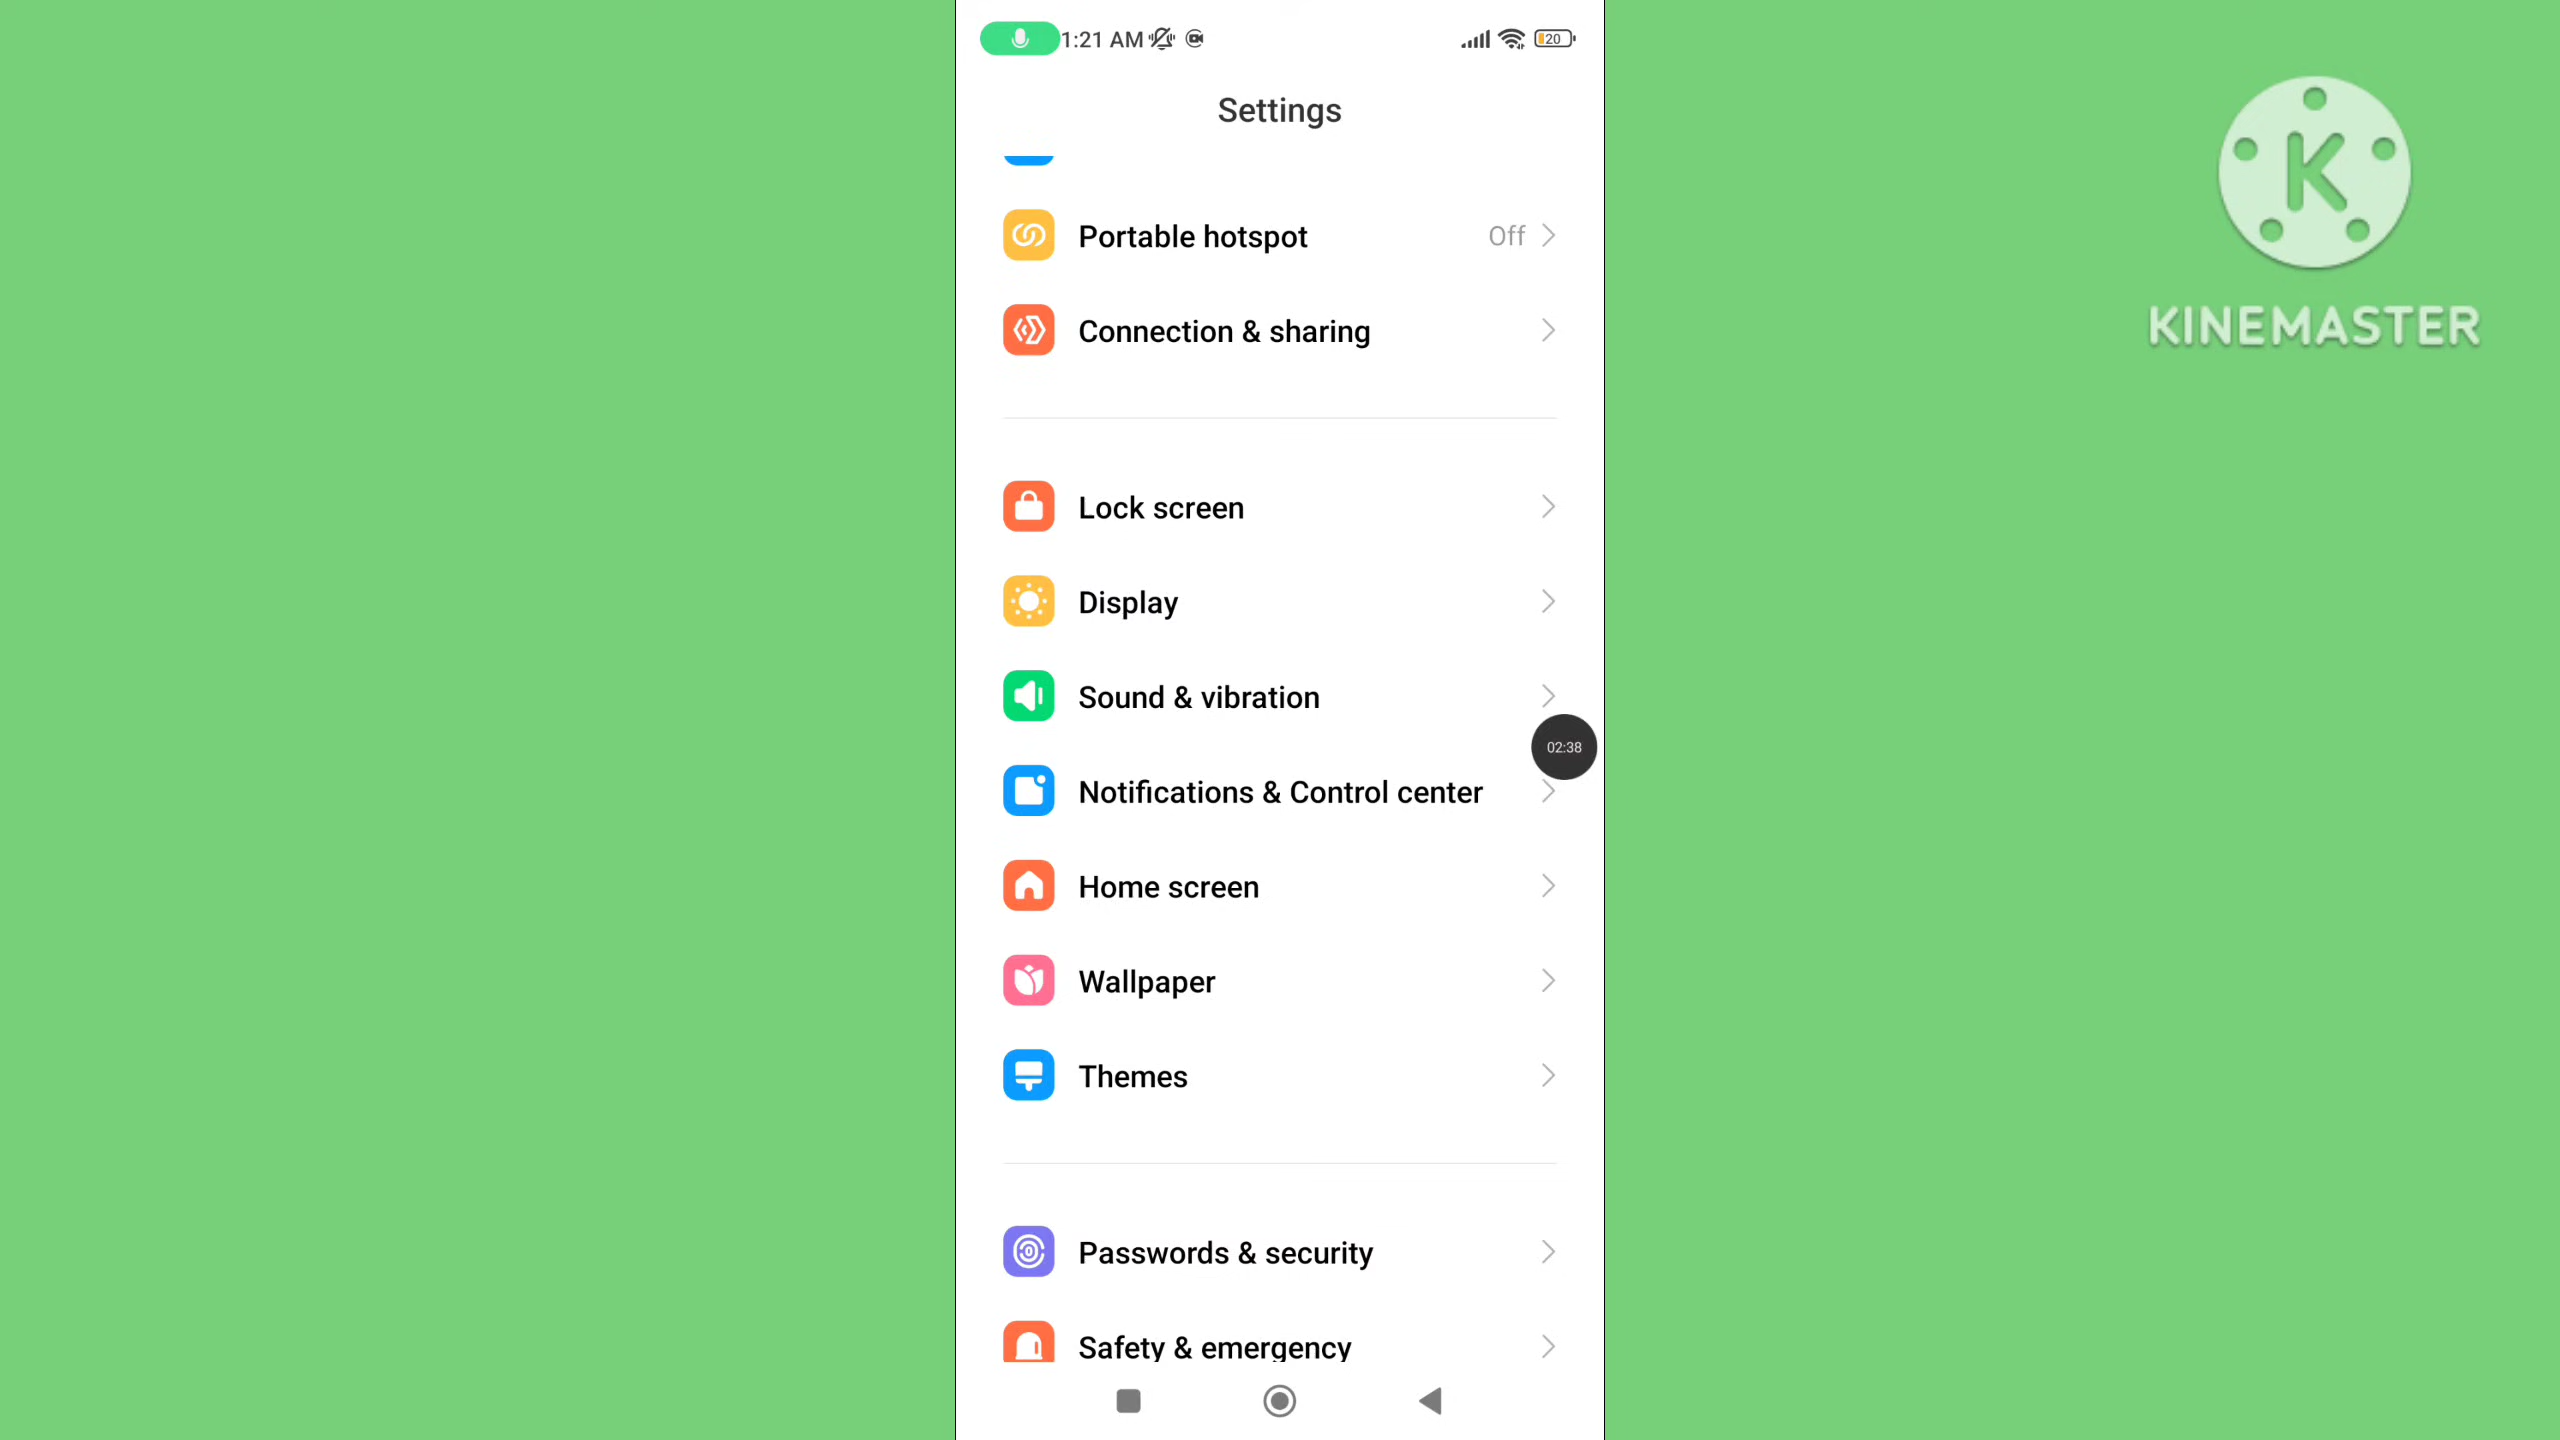 1:21 AM
20
Settings
K
KINEMASTER
Portable hotspot Off
Connection & sharing
Lock screen
Display
Sound & vibration
02:38
Notifications & Control center
Home screen
Wallpaper
Themes
Passwords & security
Safety & emergency